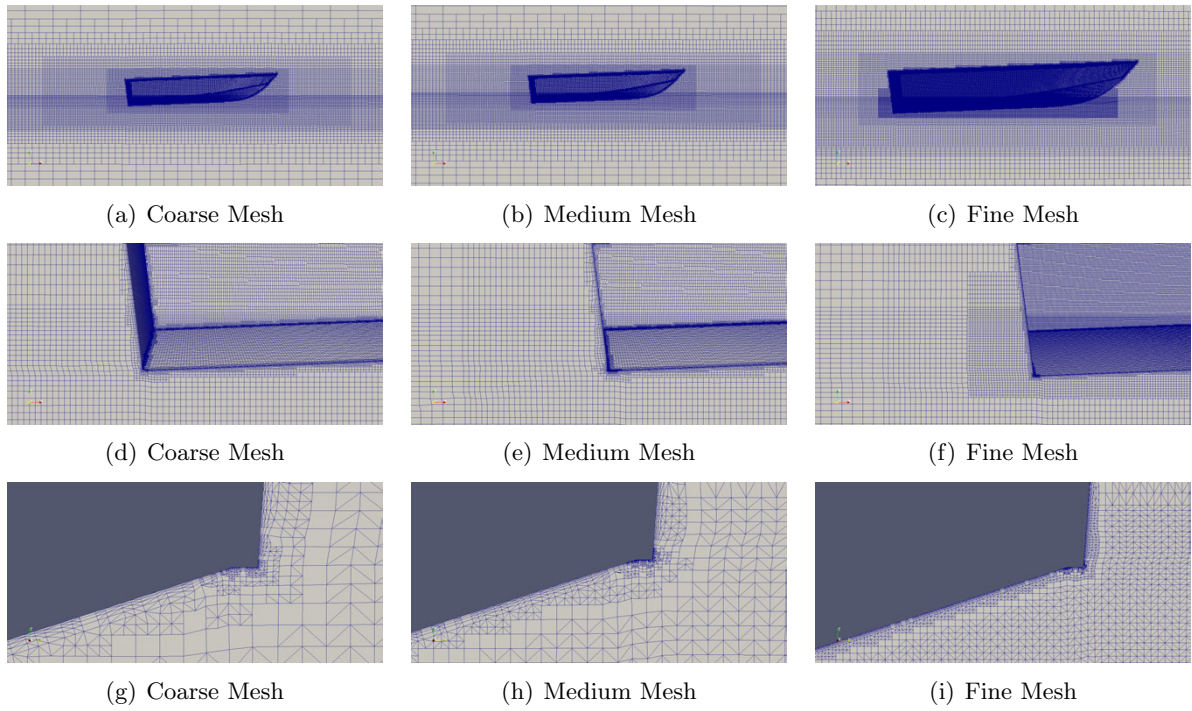 (a) Coarse Mesh
(b) Medium Mesh
(c) Fine Mesh
(d) Coarse Mesh
(e) Medium Mesh
(f) Fine Mesh
(g) Coarse Mesh
(h) Medium Mesh
(i) Fine Mesh